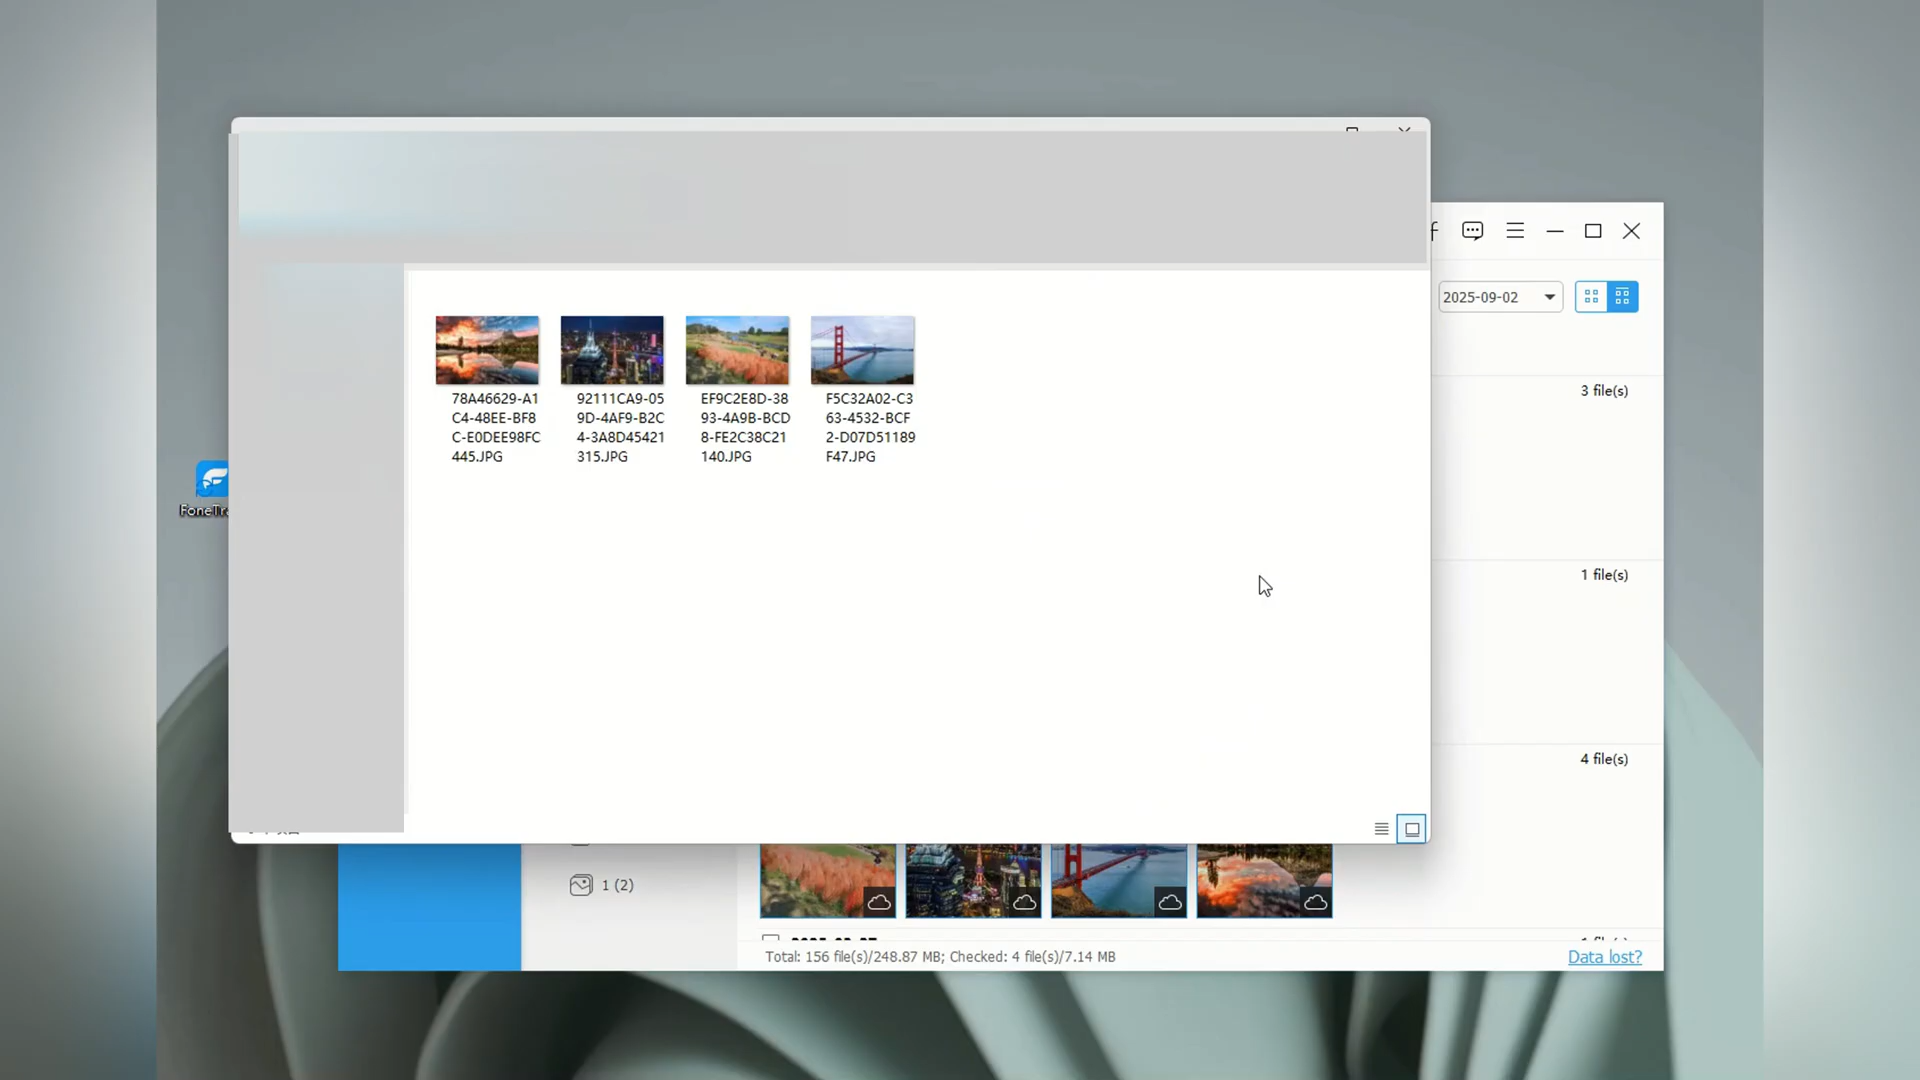 2025-09-02
3 file(s)
78A46629-A1
C4-48EE-BF8
C-E0DEE98FC
445.JPG
92111CA9-05
9D-4AF9-B2C
4-3A8D45421
315.JPG
EF9C2E8D-38
93-4A9B-BCD
8-FE2C38C21
140.JPG
F5C32A02-C3
63-4532-BCF
2-D07D51189
F47.JPG
FoneTr
1 file(s)
4 file(s)
1 (2)
Total: 156 file(s)/248.87 MB; Checked: 4 file(s)/7.14 MB
Data lost?